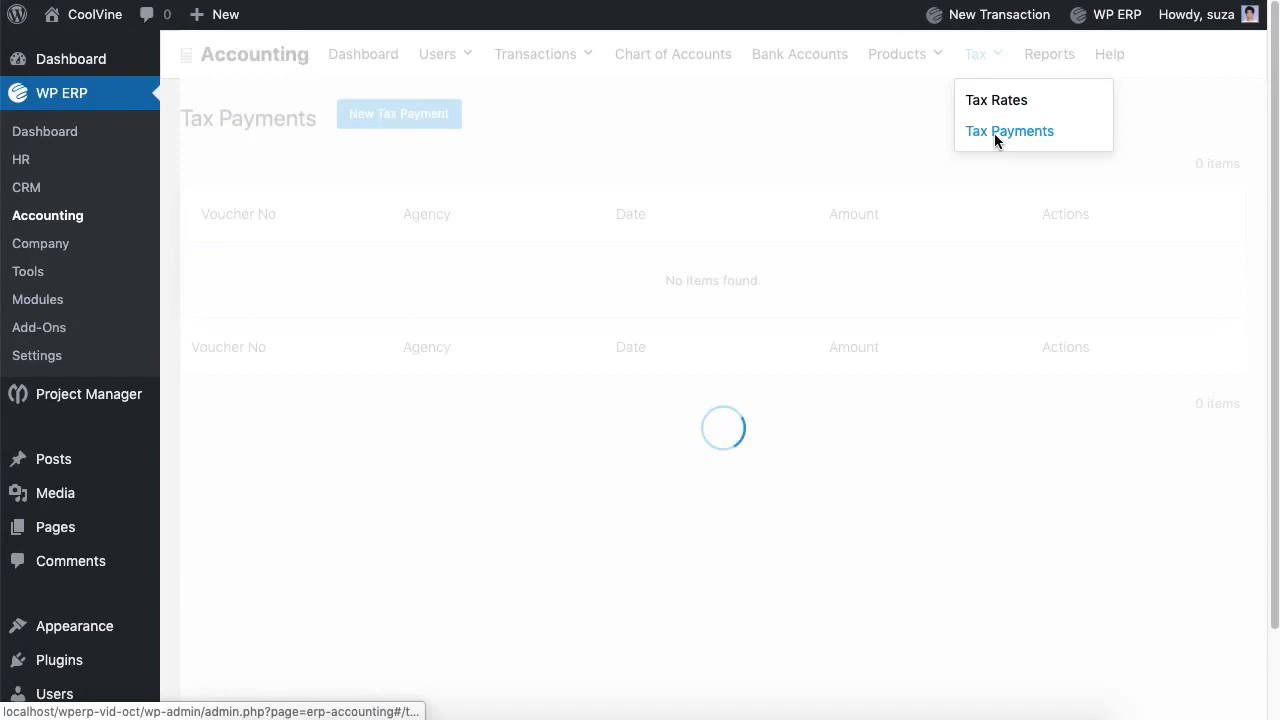 CoolVine 0 New New Transaction WP ERP Howdy, suza
Dashboard
WP ERP
Dashboard
HR
CRM
Accounting
Company
Tools
Modules
Add-Ons
Settings
Project Manager
Posts
Media
Pages
Comments
Appearance
Plugins
Users
Accounting Dashboard Users Transactions Chart of Accounts Bank Accounts Products Tax Reports Help
Tax Rates
Tax Payments
Tax Payments New Tax Payment
0 items
Voucher No Agency Date Amount Actions
No items found.
Voucher No Agency Date Amount Actions
0 items
localhost/wperp-vid-oct/wp-admin/admin.php?page=erp-accounting#/t...